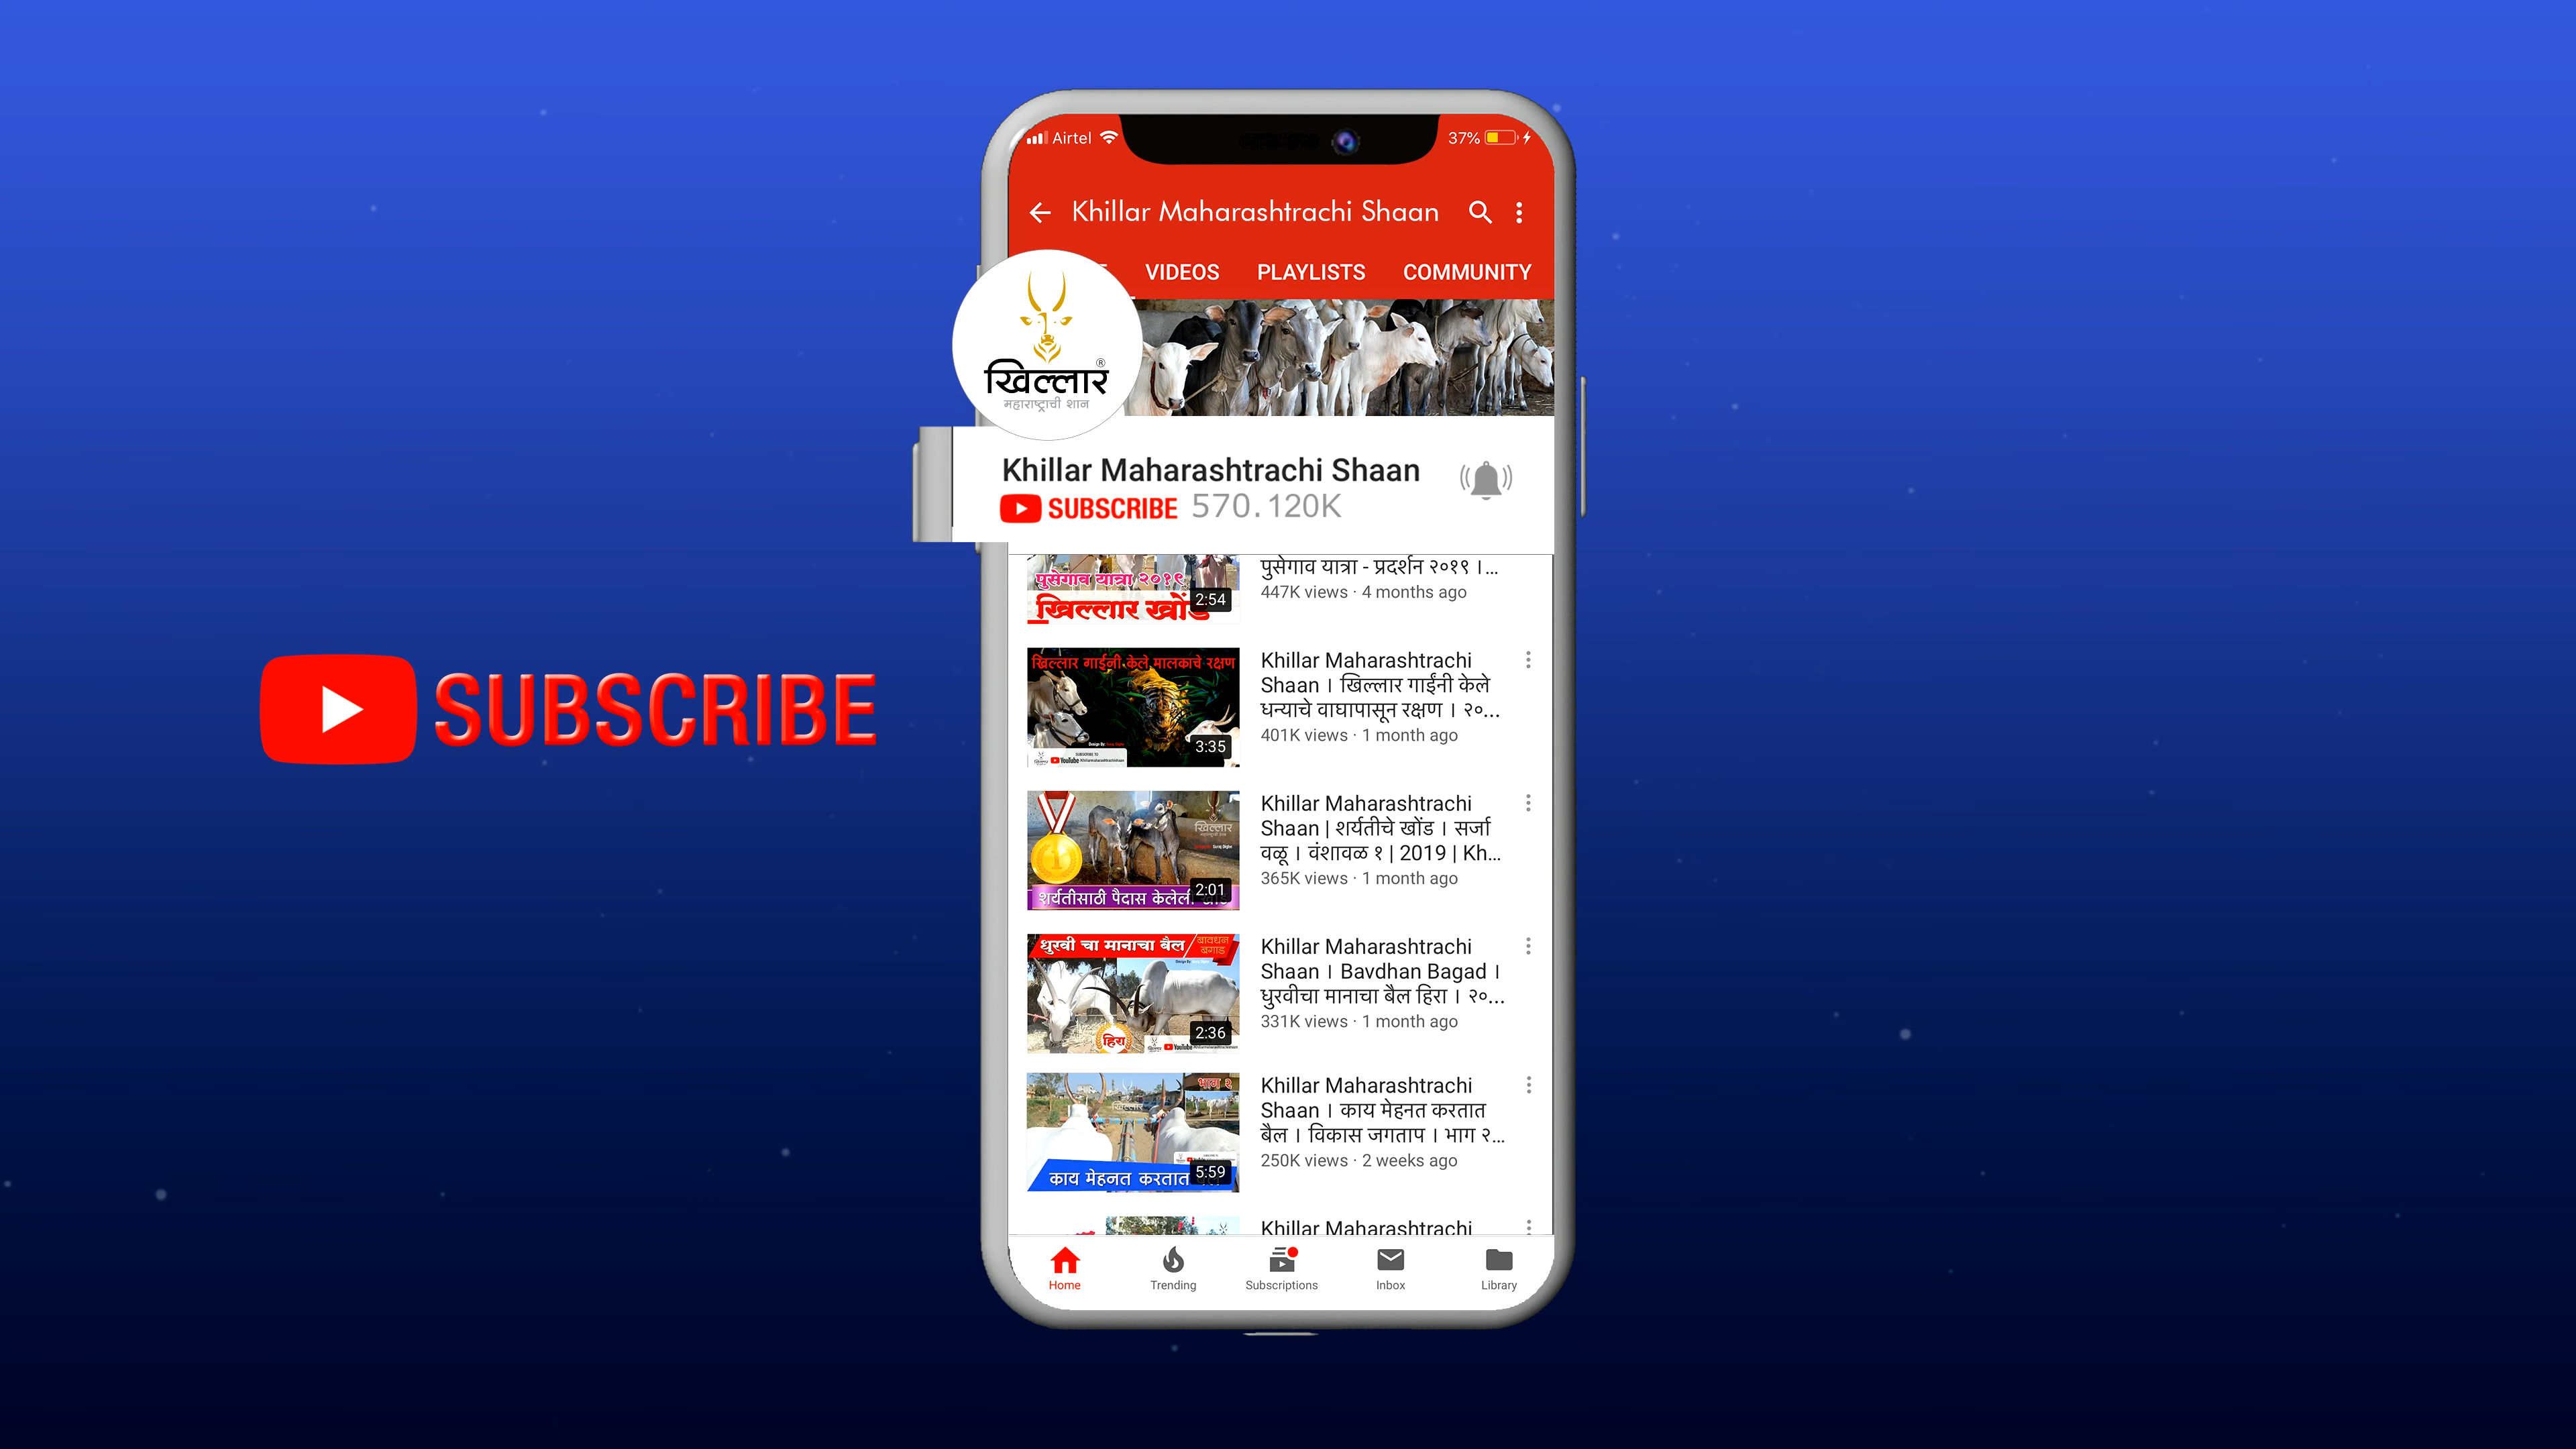 Airtel
37%
Khillar Maharashtrachi Shaan
VIDEOS PLAYLISTS COMMUNITY
खिल्लार ®
महाराष्ट्राची शान
Khillar Maharashtrachi Shaan
SUBSCRIBE 570.120K
SUBSCRIBE
पुसेगाव यात्रा २०१९
खिल्लार खोंड
2:54
पुसेगाव यात्रा - प्रदर्शन २०१९ ।...
447K views · 4 months ago
खिल्लार गाईनी केले मालकाचे रक्षण
SUBSCRIBE TO
YouTube
3:35
Khillar Maharashtrachi
Shaan । खिल्लार गाईंनी केले
धन्याचे वाघापासून रक्षण । २०...
401K views · 1 month ago
1
खिल्लार
2:01
शर्यतीसाठी पैदास केलेली
Khillar Maharashtrachi
Shaan | शर्यतीचे खोंड । सर्जा
वळू । वंशावळ १ | 2019 | Kh...
365K views · 1 month ago
धुरवी चा मानाचा बैल
बावधन
बगाड
हिरा
YouTube
2:36
Khillar Maharashtrachi
Shaan । Bavdhan Bagad ।
धुरवीचा मानाचा बैल हिरा । २०...
331K views · 1 month ago
भाग २
काय मेहनत करतात
5:59
Khillar Maharashtrachi
Shaan । काय मेहनत करतात
बैल । विकास जगताप । भाग २...
250K views · 2 weeks ago
Khillar Maharashtrachi
Home Trending Subscriptions Inbox Library